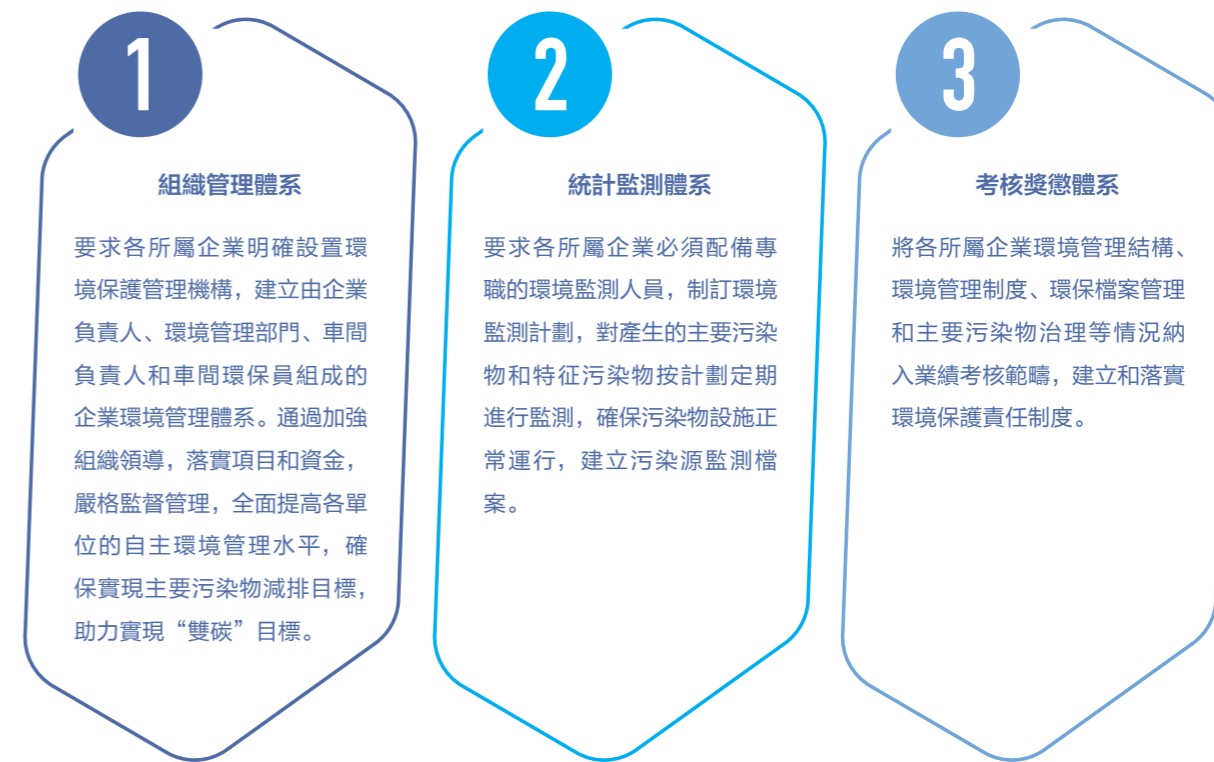 1
組織管理體系
要求各所屬企業明確設置環
境保護管理機構，建立由企業
負責人、環境管理部門、車間
負責人和車間環保員組成的
企業環境管理體系。通過加強
組織領導，落實項目和資金，
嚴格監督管理，全面提高各單
位的自主環境管理水平，確
保實現主要污染物減排目標，
助力實現“雙碳”目標。
2
統計監測體系
要求各所屬企業必須配備專
職的環境監測人員，制訂環境
監測計劃，對產生的主要污染
物和特征污染物按計劃定期
進行監測，確保污染物設施正
常運行，建立污染源監測檔
案。
3
考核獎懲體系
將各所屬企業環境管理結構、
環境管理制度、環保檔案管理
和主要污染物治理等情況納
入業績考核範疇，建立和落實
環境保護責任制度。